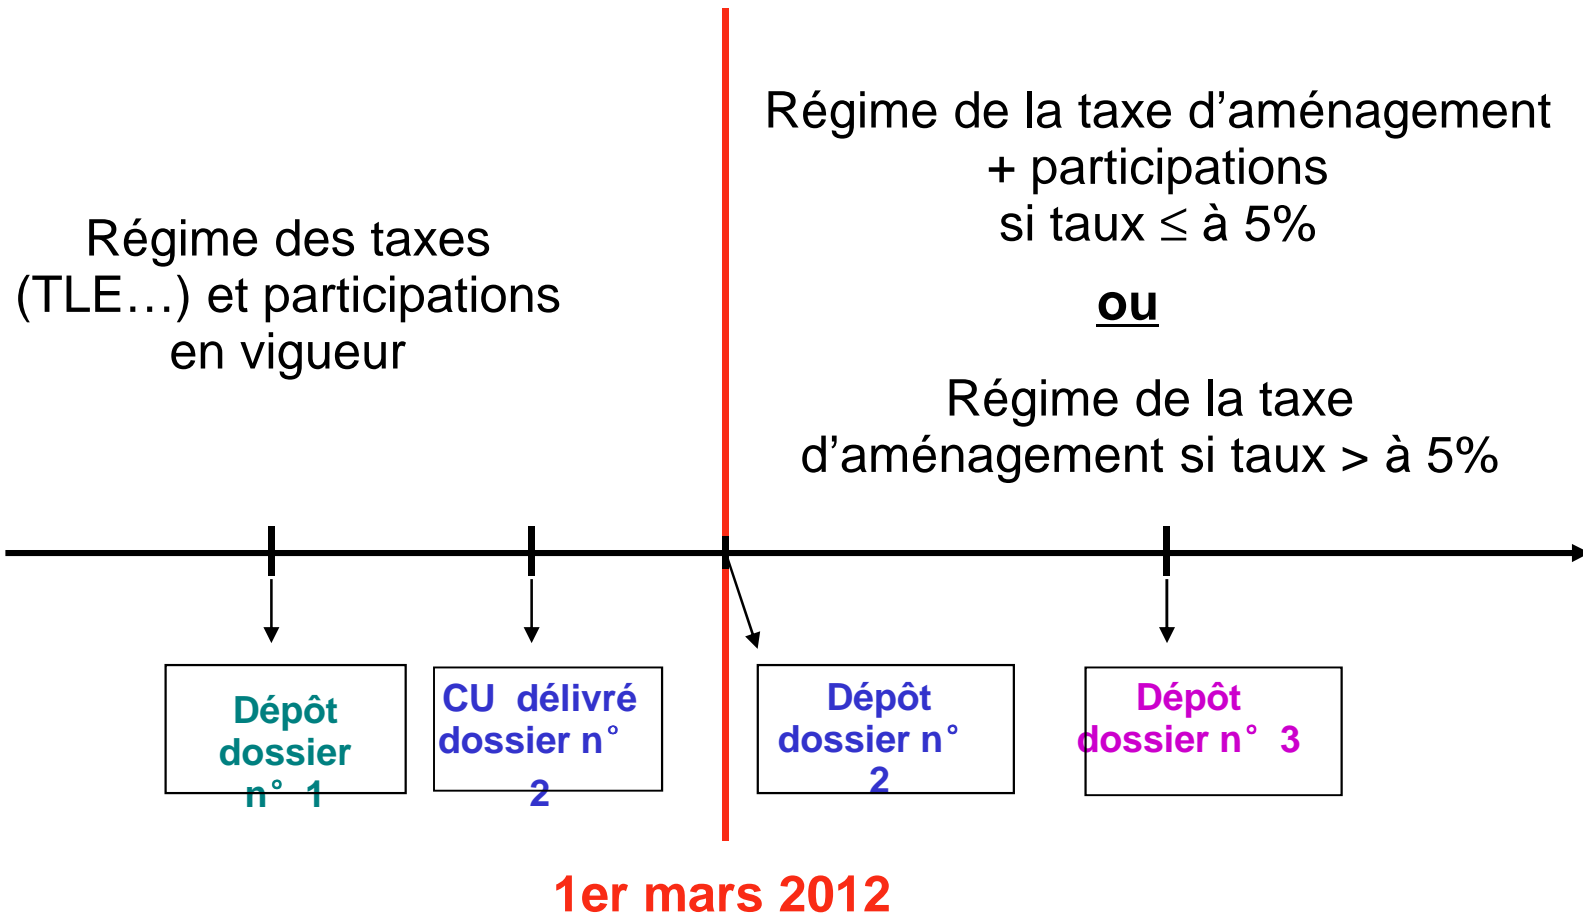 Régime des taxes
(TLE…) et participations
en vigueur
Régime de la taxe d’aménagement
+ participations
si taux ≤ à 5%
ou
Régime de la taxe
d’aménagement si taux > à 5%
Dépôt
dossier
n° 1
CU délivré
dossier n°
2
Dépôt
dossier n°
2
Dépôt
dossier n° 3
1er mars 2012